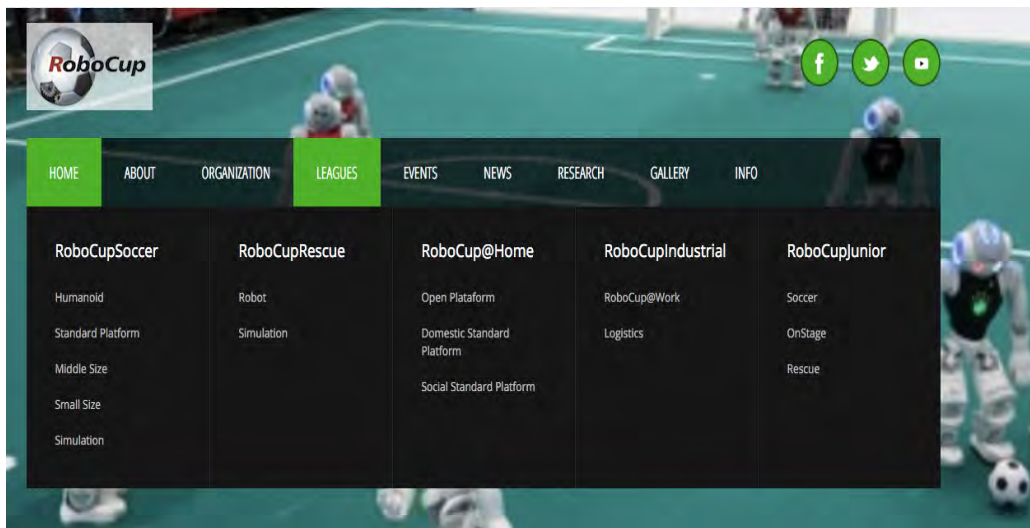 RoboCup
HOME ABOUT ORGANIZATION LEAGUES EVENTS NEWS RESEARCH GALLERY INFO
RoboCupSoccer
Humanoid
Standard Platform
Middle Size
Small Size
Simulation
RoboCupRescue
Robot
Simulation
RoboCup@Home
Open Plataform
Domestic Standard
Platform
Social Standard Platform
RoboCupIndustrial
RoboCup@Work
Logistics
RoboCupJunior
Soccer
OnStage
Rescue